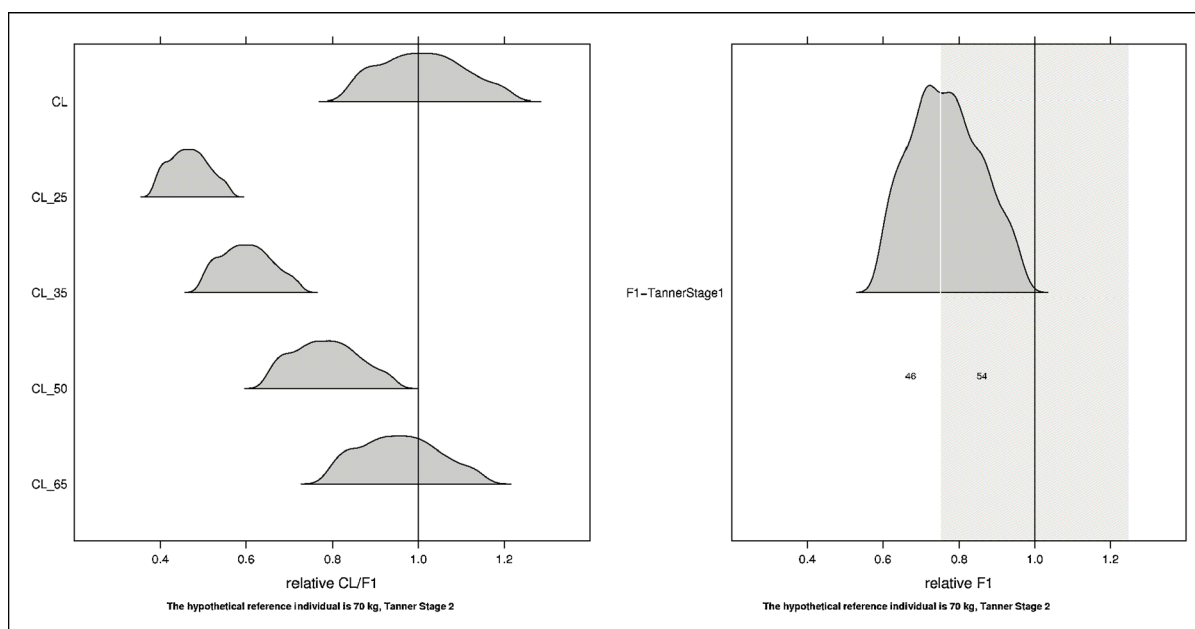 CL
CL_25
CL_35
CL_50
CL_65
0.4 0.6 0.8 1.0 1.2
relative CL/F1
The hypothetical reference individual is 70 kg, Tanner Stage 2
F1-TannerStage1
46 54
0.4 0.6 0.8 1.0 1.2
relative F1
The hypothetical reference individual is 70 kg, Tanner Stage 2